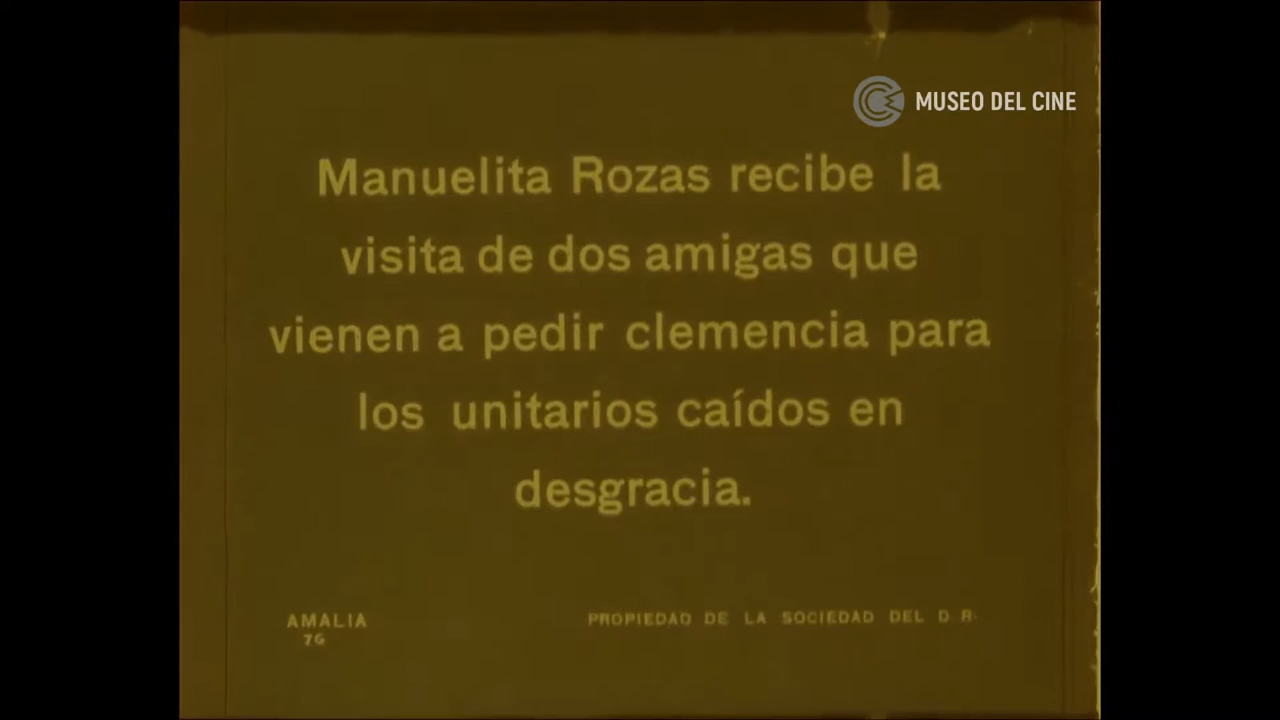 MUSEO DEL CINE
Manuelita Rozas recibe la
visita de dos amigas que
vienen a pedir clemencia para
los unitarios caídos en
desgracia.
AMALIA
PROPIEDAD DE LA SOCIEDAD DEL D. R.
76